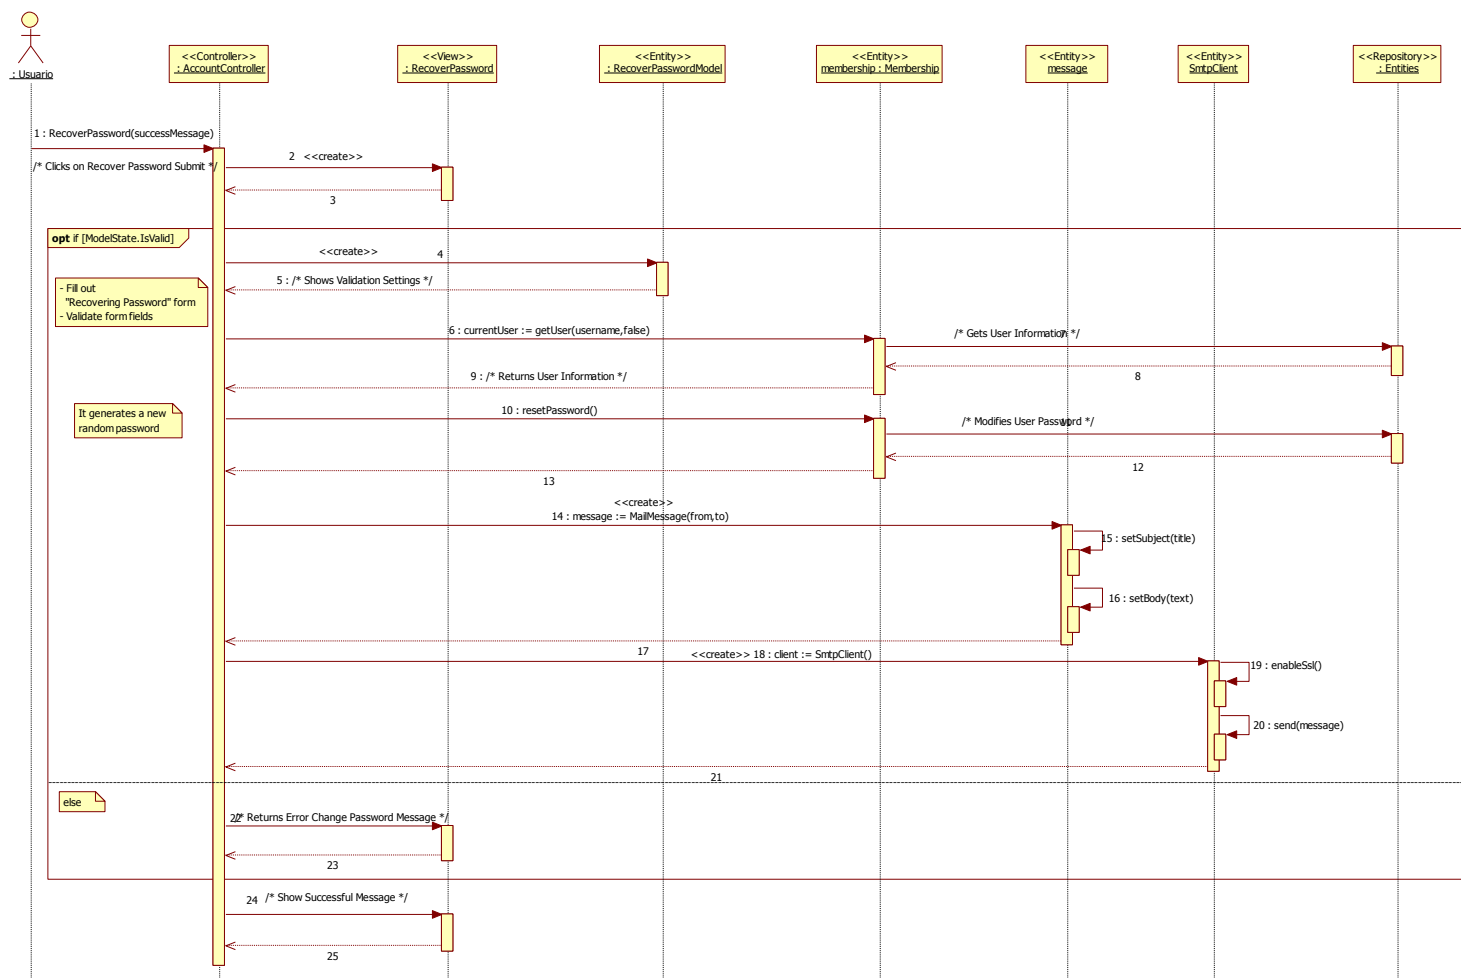 <<Controller>>
: AccountController
<<View>>
: RecoverPassword
<<Entity>>
: RecoverPasswordModel
<<Entity>>
membership : Membership
<<Entity>>
message
<<Entity>>
SmtpClient
<<Repository>>
: Entities
: Usuario
1 : RecoverPassword(successMessage)
/* Clicks on Recover Password Submit */
2 <<create>>
3
opt if [ModelState.IsValid]
<<create>>
4
- Fill out
"Recovering Password" form
- Validate form fields
5 : /* Shows Validation Settings */
6 : currentUser := getUser(username,false)
/* Gets User Information */
7
8
9 : /* Returns User Information */
It generates a new
random password
10 : resetPassword()
/* Modifies User Password */
11
12
13
<<create>>
14 : message := MailMessage(from,to)
15 : setSubject(title)
16 : setBody(text)
17
<<create>> 18 : client := SmtpClient()
19 : enableSsl()
20 : send(message)
21
else
22
/* Returns Error Change Password Message */
23
24
/* Show Successful Message */
25